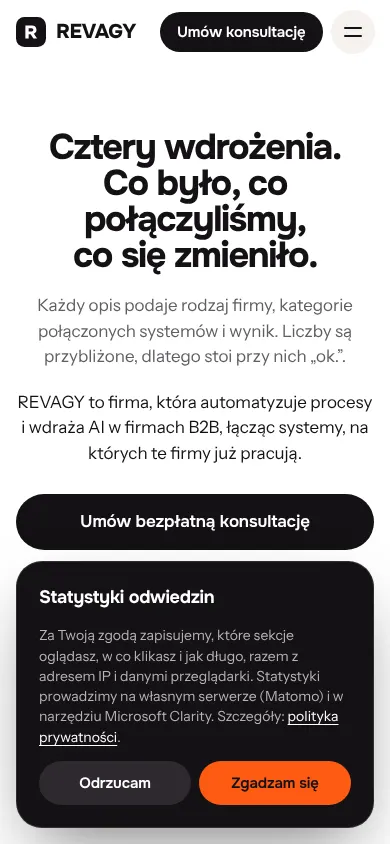 R REVAGY
Umów konsultację
Cztery wdrożenia.
Co było, co
połączyliśmy,
co się zmieniło.
Każdy opis podaje rodzaj firmy, kategorie
połączonych systemów i wynik. Liczby są
przybliżone, dlatego stoi przy nich „ok.”.
REVAGY to firma, która automatyzuje procesy
i wdraża AI w firmach B2B, łącząc systemy, na
których te firmy już pracują.
Umów bezpłatną konsultację
Statystyki odwiedzin
Za Twoją zgodą zapisujemy, które sekcje
oglądasz, w co klikasz i jak długo, razem z
adresem IP i danymi przeglądarki. Statystyki
prowadzimy na własnym serwerze (Matomo) i w
narzędziu Microsoft Clarity. Szczegóły: polityka
prywatności.
Odrzucam
Zgadzam się